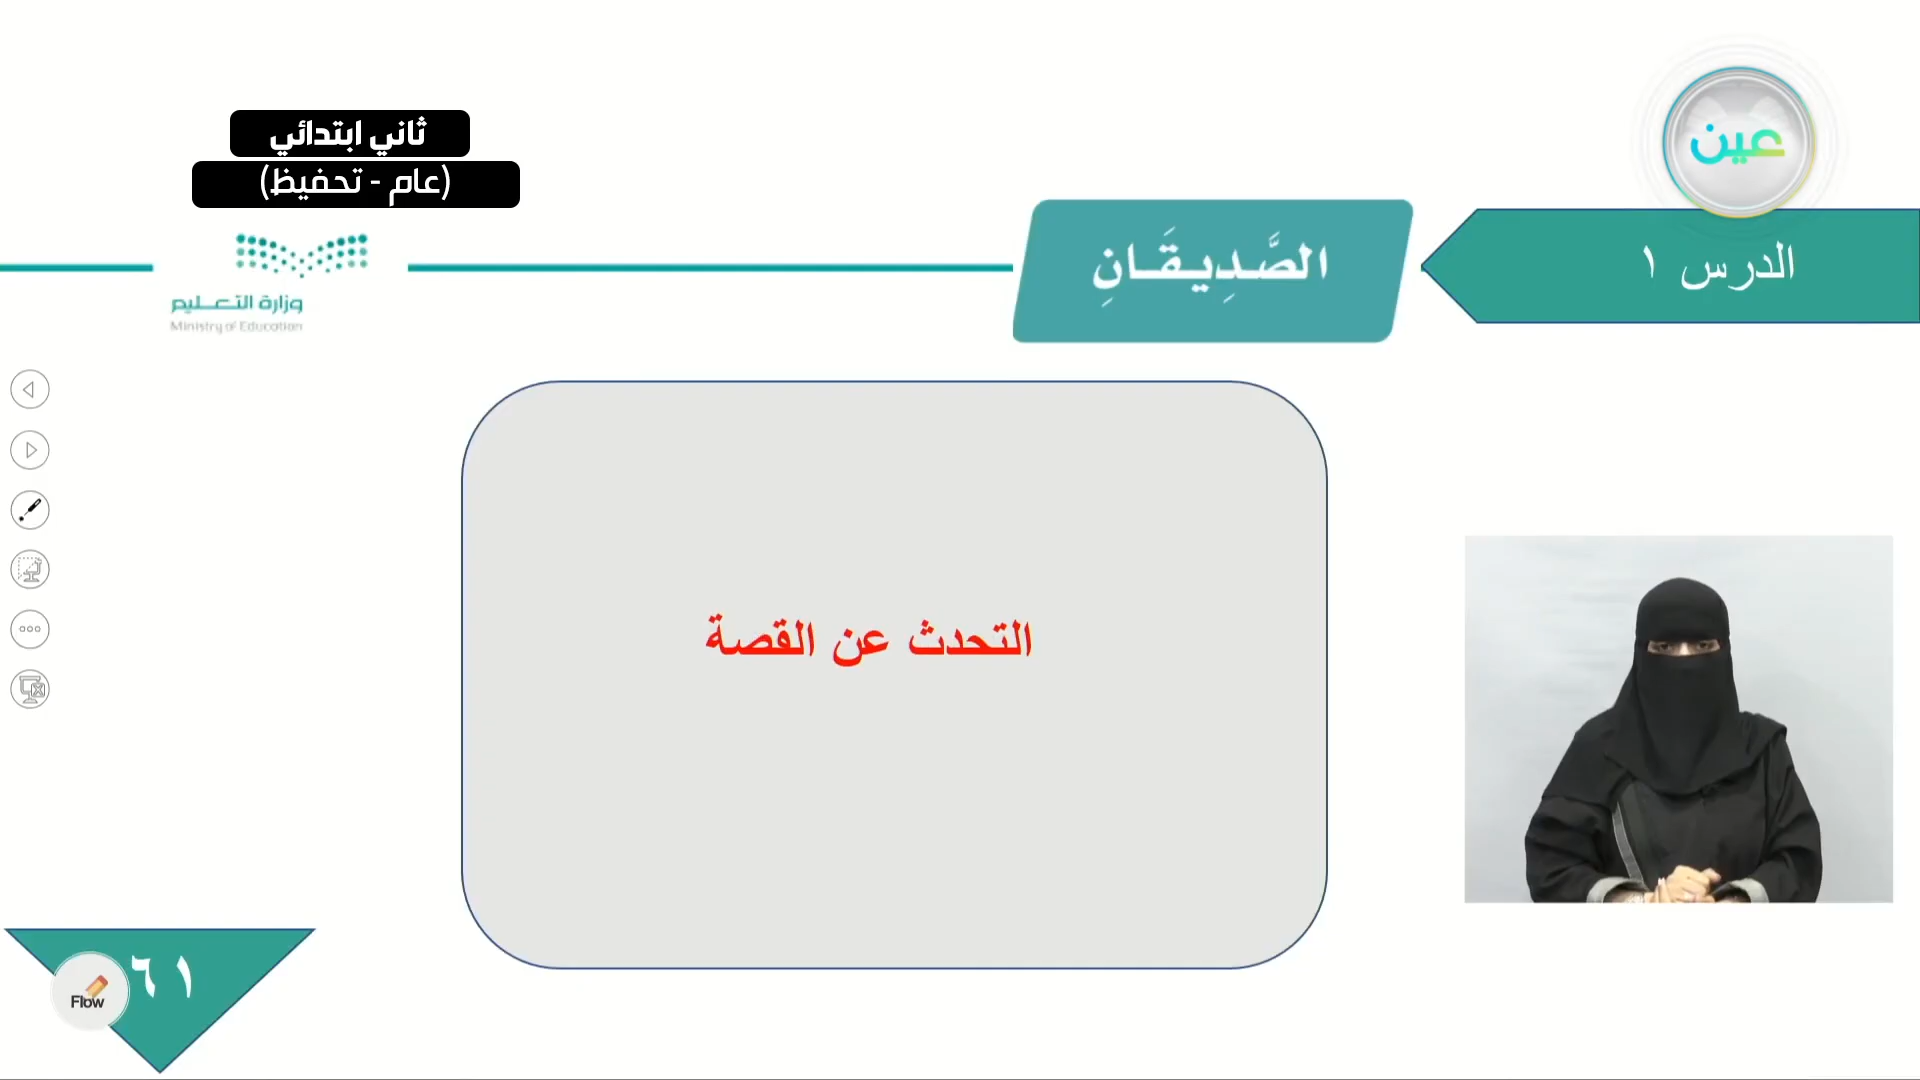 عين
ثاني ابتدائي
(عام - تحفيظ)
الدرس ١
الصَّدِيقَانِ
وزارة التعليم
Ministry of Education
التحدث عن القصة
٦١
Flow